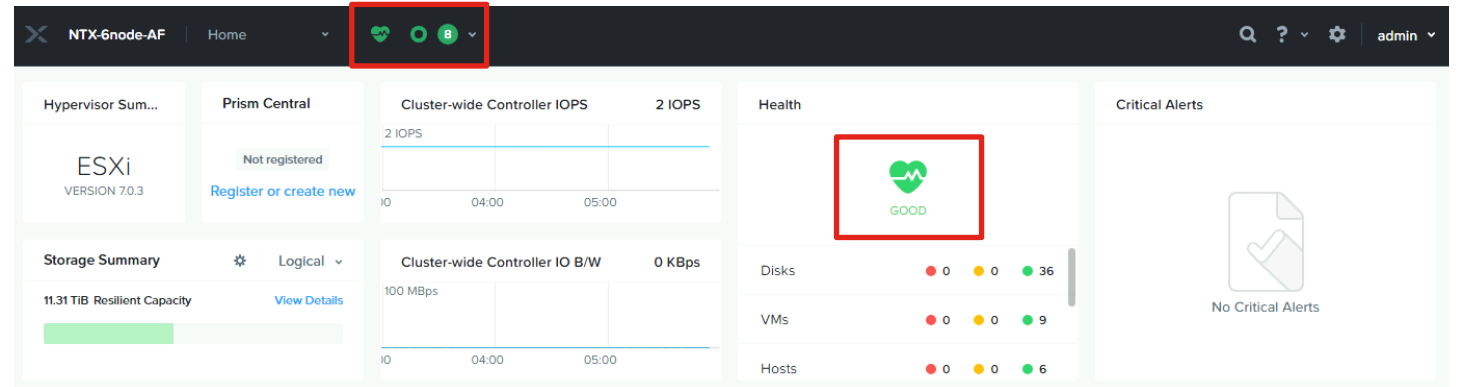 NTX-6node-AF Home 8 ? admin
Hypervisor Sum...
ESXi
VERSION 7.0.3
Prism Central
Not registered
Register or create new
Cluster-wide Controller IOPS 2 IOPS
2 IOPS
00 04:00 05:00
Health
GOOD
Critical Alerts
No Critical Alerts
Storage Summary Logical
11.31 TiB Resilient Capacity View Details
Cluster-wide Controller IO B/W 0 KBps
100 MBps
00 04:00 05:00
Disks 0 0 36
VMs 0 0 9
Hosts 0 0 6